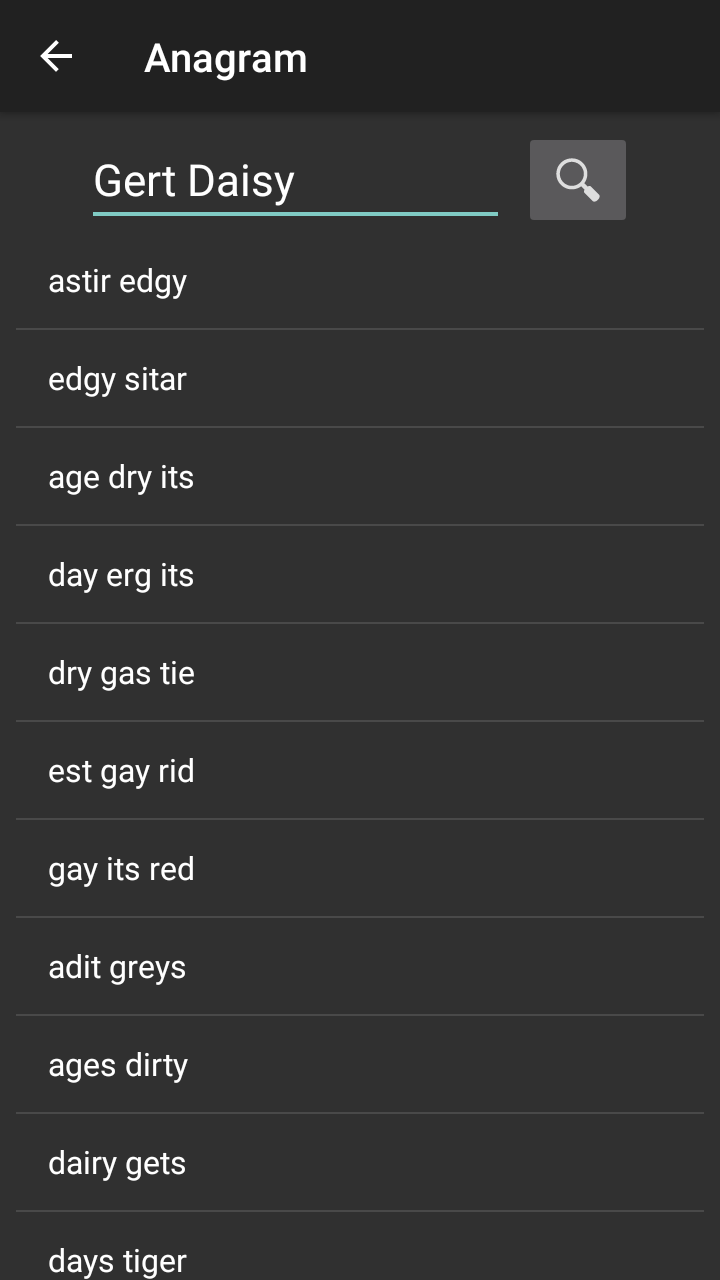 Anagram
Gert Daisy
astir edgy
edgy sitar
age dry its
day erg its
dry gas tie
est gay rid
gay its red
adit greys
ages dirty
dairy gets
days tiger